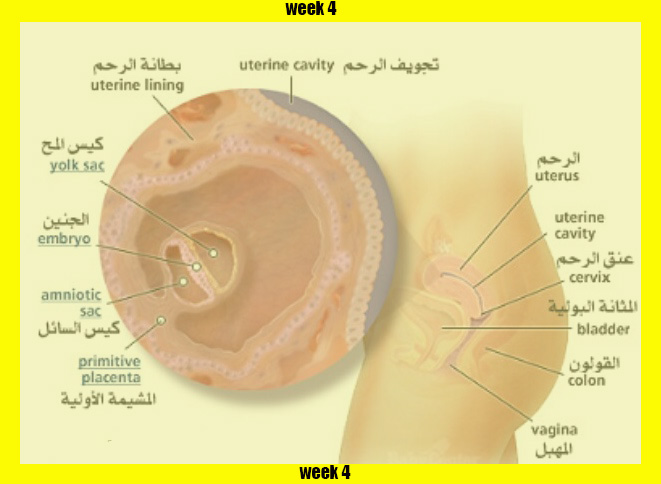 week 4
بطانة الرحم
uterine lining
uterine cavity تجويف الرحم
كيس المح
yolk sac
الجنين
embryo
amniotic
sac
كيس السائل
primitive
placenta
المشيمة الأولية
الرحم
uterus
uterine
cavity
عنق الرحم
cervix
المثانة البولية
bladder
القولون
colon
vagina
المهبل
week 4